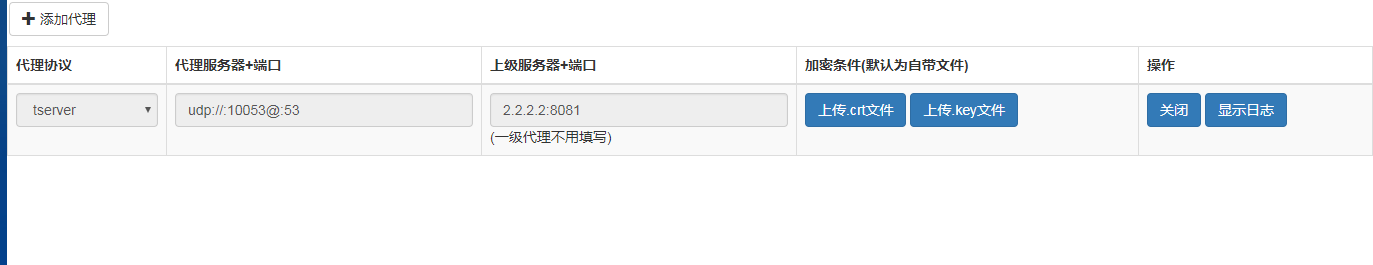 添加代理
代理协议 代理服务器+端口 上级服务器+端口 加密条件(默认为自带文件) 操作
tserver udp://:10053@:53 2.2.2.2:8081 上传.crt文件 上传.key文件 关闭 显示日志
(一级代理不用填写)